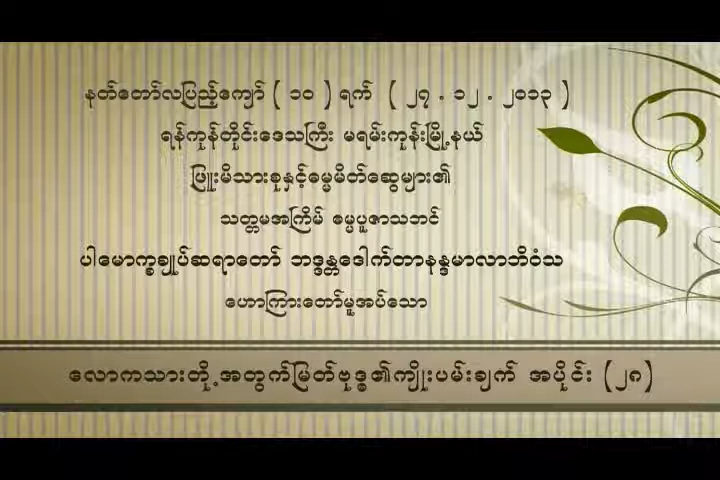 နတ်တော်လပြည့်ကျော် ( ၁၀ ) ရက် ( ၂၇ . ၁၂ . ၂၀၁၃ )
ရန်ကုန်တိုင်းဒေသကြီး မရမ်းကုန်းမြို့နယ်
ဖြူးမိသားစုနှင့်ဓမ္မမိတ်ဆွေများ၏
သတ္တမအကြိမ် ဓမ္မပူဇာသဘင်
ပါမောက္ခချုပ်ဆရာတော် ဘဒ္ဒန္တဒေါက်တာနန္ဒမာလာဘိဝံသ
ဟောကြားတော်မူအပ်သော
လောကသားတို့အတွက်မြတ်ဗုဒ္ဓ၏ကျိုးပမ်းချက် အပိုင်း (၂၈)